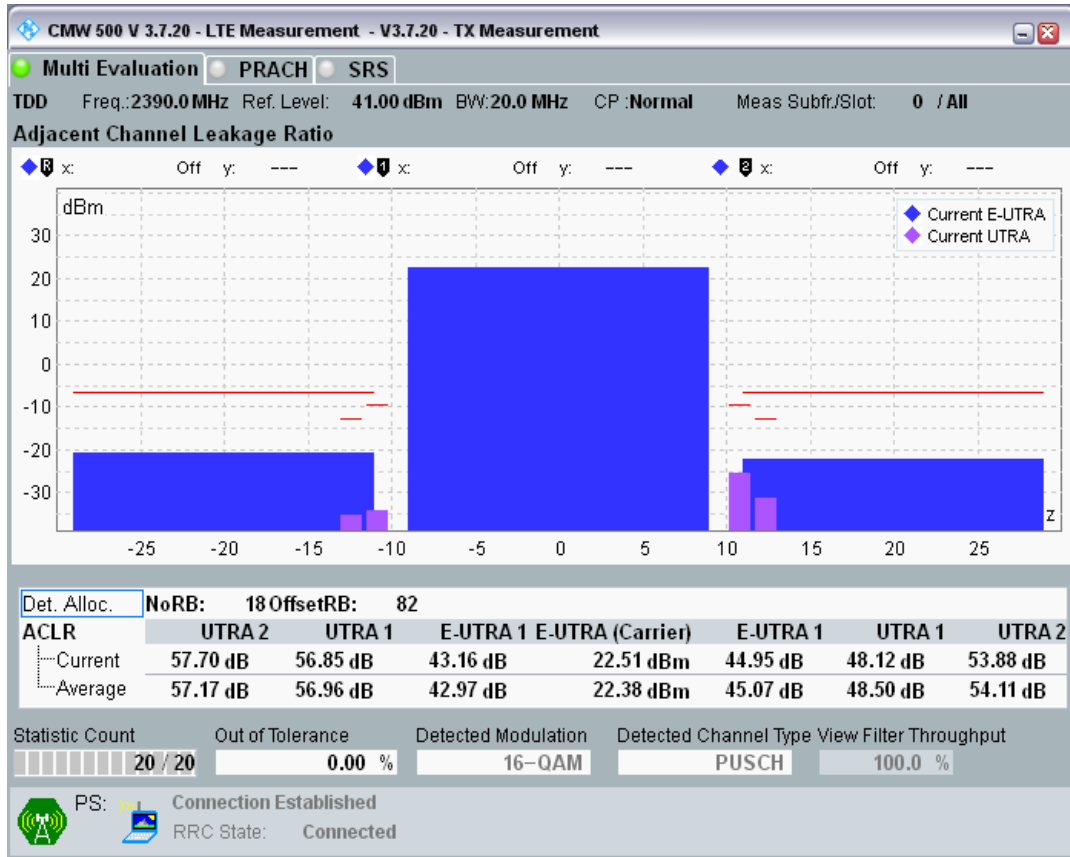 CMW 500 V 3.7.20 - LTE Measurement - V3.7.20 - TX Measurement
Multi Evaluation PRACH SRS
TDD Freq.:2390.0 MHz Ref. Level: 41.00 dBm BW:20.0 MHz CP :Normal Meas Subfr./Slot: 0 / All
Adjacent Channel Leakage Ratio
R x: Off y: --- 1 x: Off y: --- 2 x: Off y: ---
dBm
Current E-UTRA
Current UTRA
30
20
10
0
-10
-20
-30
z
-25 -20 -15 -10 -5 0 5 10 15 20 25
Det. Alloc. NoRB: 18 OffsetRB: 82
ACLR UTRA 2 UTRA 1 E-UTRA 1 E-UTRA (Carrier) E-UTRA 1 UTRA 1 UTRA 2
Current 57.70 dB 56.85 dB 43.16 dB 22.51 dBm 44.95 dB 48.12 dB 53.88 dB
Average 57.17 dB 56.96 dB 42.97 dB 22.38 dBm 45.07 dB 48.50 dB 54.11 dB
Statistic Count Out of Tolerance Detected Modulation Detected Channel Type View Filter Throughput
20 / 20 0.00 % 16-QAM PUSCH 100.0 %
PS: Connection Established
RRC State: Connected